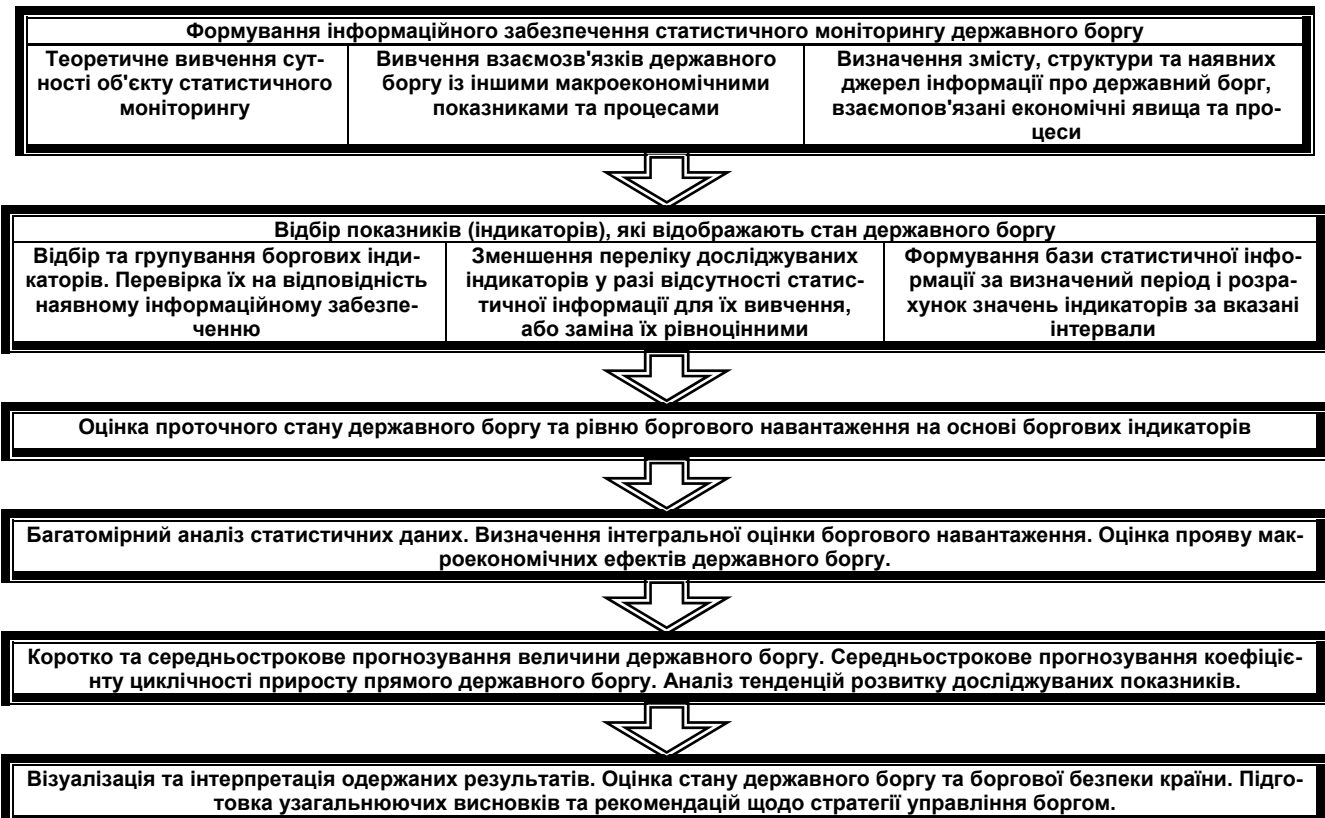 Формування інформаційного забезпечення статистичного моніторингу державного боргу
Теоретичне вивчення сут-
ності об'єкту статистичного
моніторингу
Вивчення взаємозв'язків державного
боргу із іншими макроекономічними
показниками та процесами
Визначення змісту, структури та наявних
джерел інформації про державний борг,
взаємопов'язані економічні явища та про-
цеси
Відбір показників (індикаторів), які відображають стан державного боргу
Відбір та групування боргових інди-
каторів. Перевірка їх на відповідність
наявному інформаційному забезпе-
ченню
Зменшення переліку досліджуваних
індикаторів у разі відсутності статис-
тичної інформації для їх вивчення,
або заміна їх рівноцінними
Формування бази статистичної інфо-
рмації за визначений період і розра-
хунок значень індикаторів за вказані
інтервали
Оцінка проточного стану державного боргу та рівню боргового навантаження на основі боргових індикаторів
Багатомірний аналіз статистичних даних. Визначення інтегральної оцінки боргового навантаження. Оцінка прояву мак-
роекономічних ефектів державного боргу.
Коротко та середньострокове прогнозування величини державного боргу. Середньострокове прогнозування коефіціє-
нту циклічності приросту прямого державного боргу. Аналіз тенденцій розвитку досліджуваних показників.
Візуалізація та інтерпретація одержаних результатів. Оцінка стану державного боргу та боргової безпеки країни. Підго-
товка узагальнюючих висновків та рекомендацій щодо стратегії управління боргом.